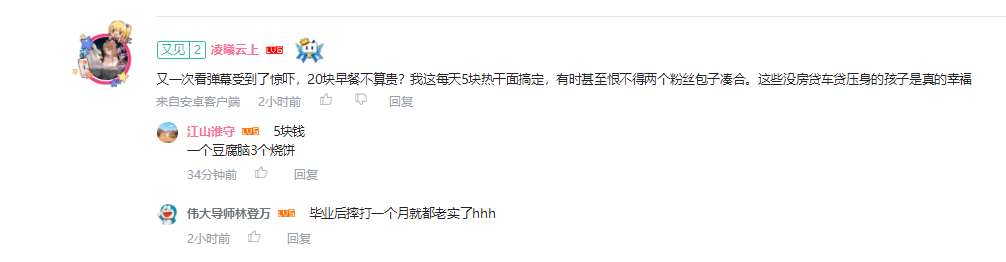 又见 2 凌曦云上 LV6
又一次看弹幕受到了惊吓，20块早餐不算贵？我这每天5块热干面搞定，有时甚至恨不得两个粉丝包子凑合。这些没房贷车贷压身的孩子是真的幸福
来自安卓客户端 2小时前 回复
江山淮守 LV5 5块钱
一个豆腐脑3个烧饼
34分钟前 回复
伟大导师林登万 LV5 毕业后摔打一个月就都老实了hhh
2小时前 回复